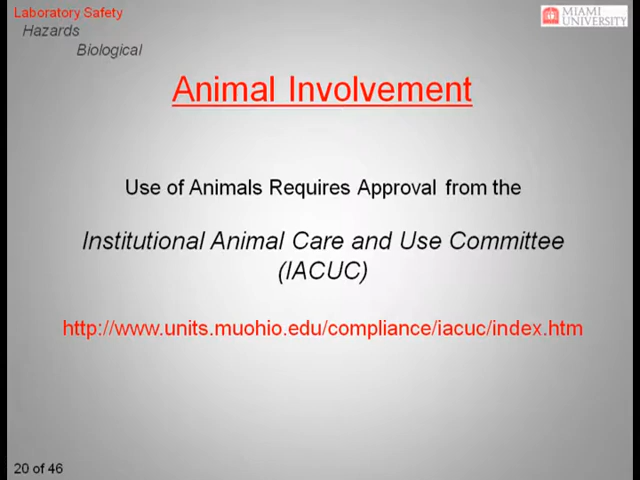 Laboratory Safety
Hazards
Biological
MIAMI
UNIVERSITY
Animal Involvement
Use of Animals Requires Approval from the
Institutional Animal Care and Use Committee
(IACUC)
http://www.units.muohio.edu/compliance/iacuc/index.htm
20 of 46